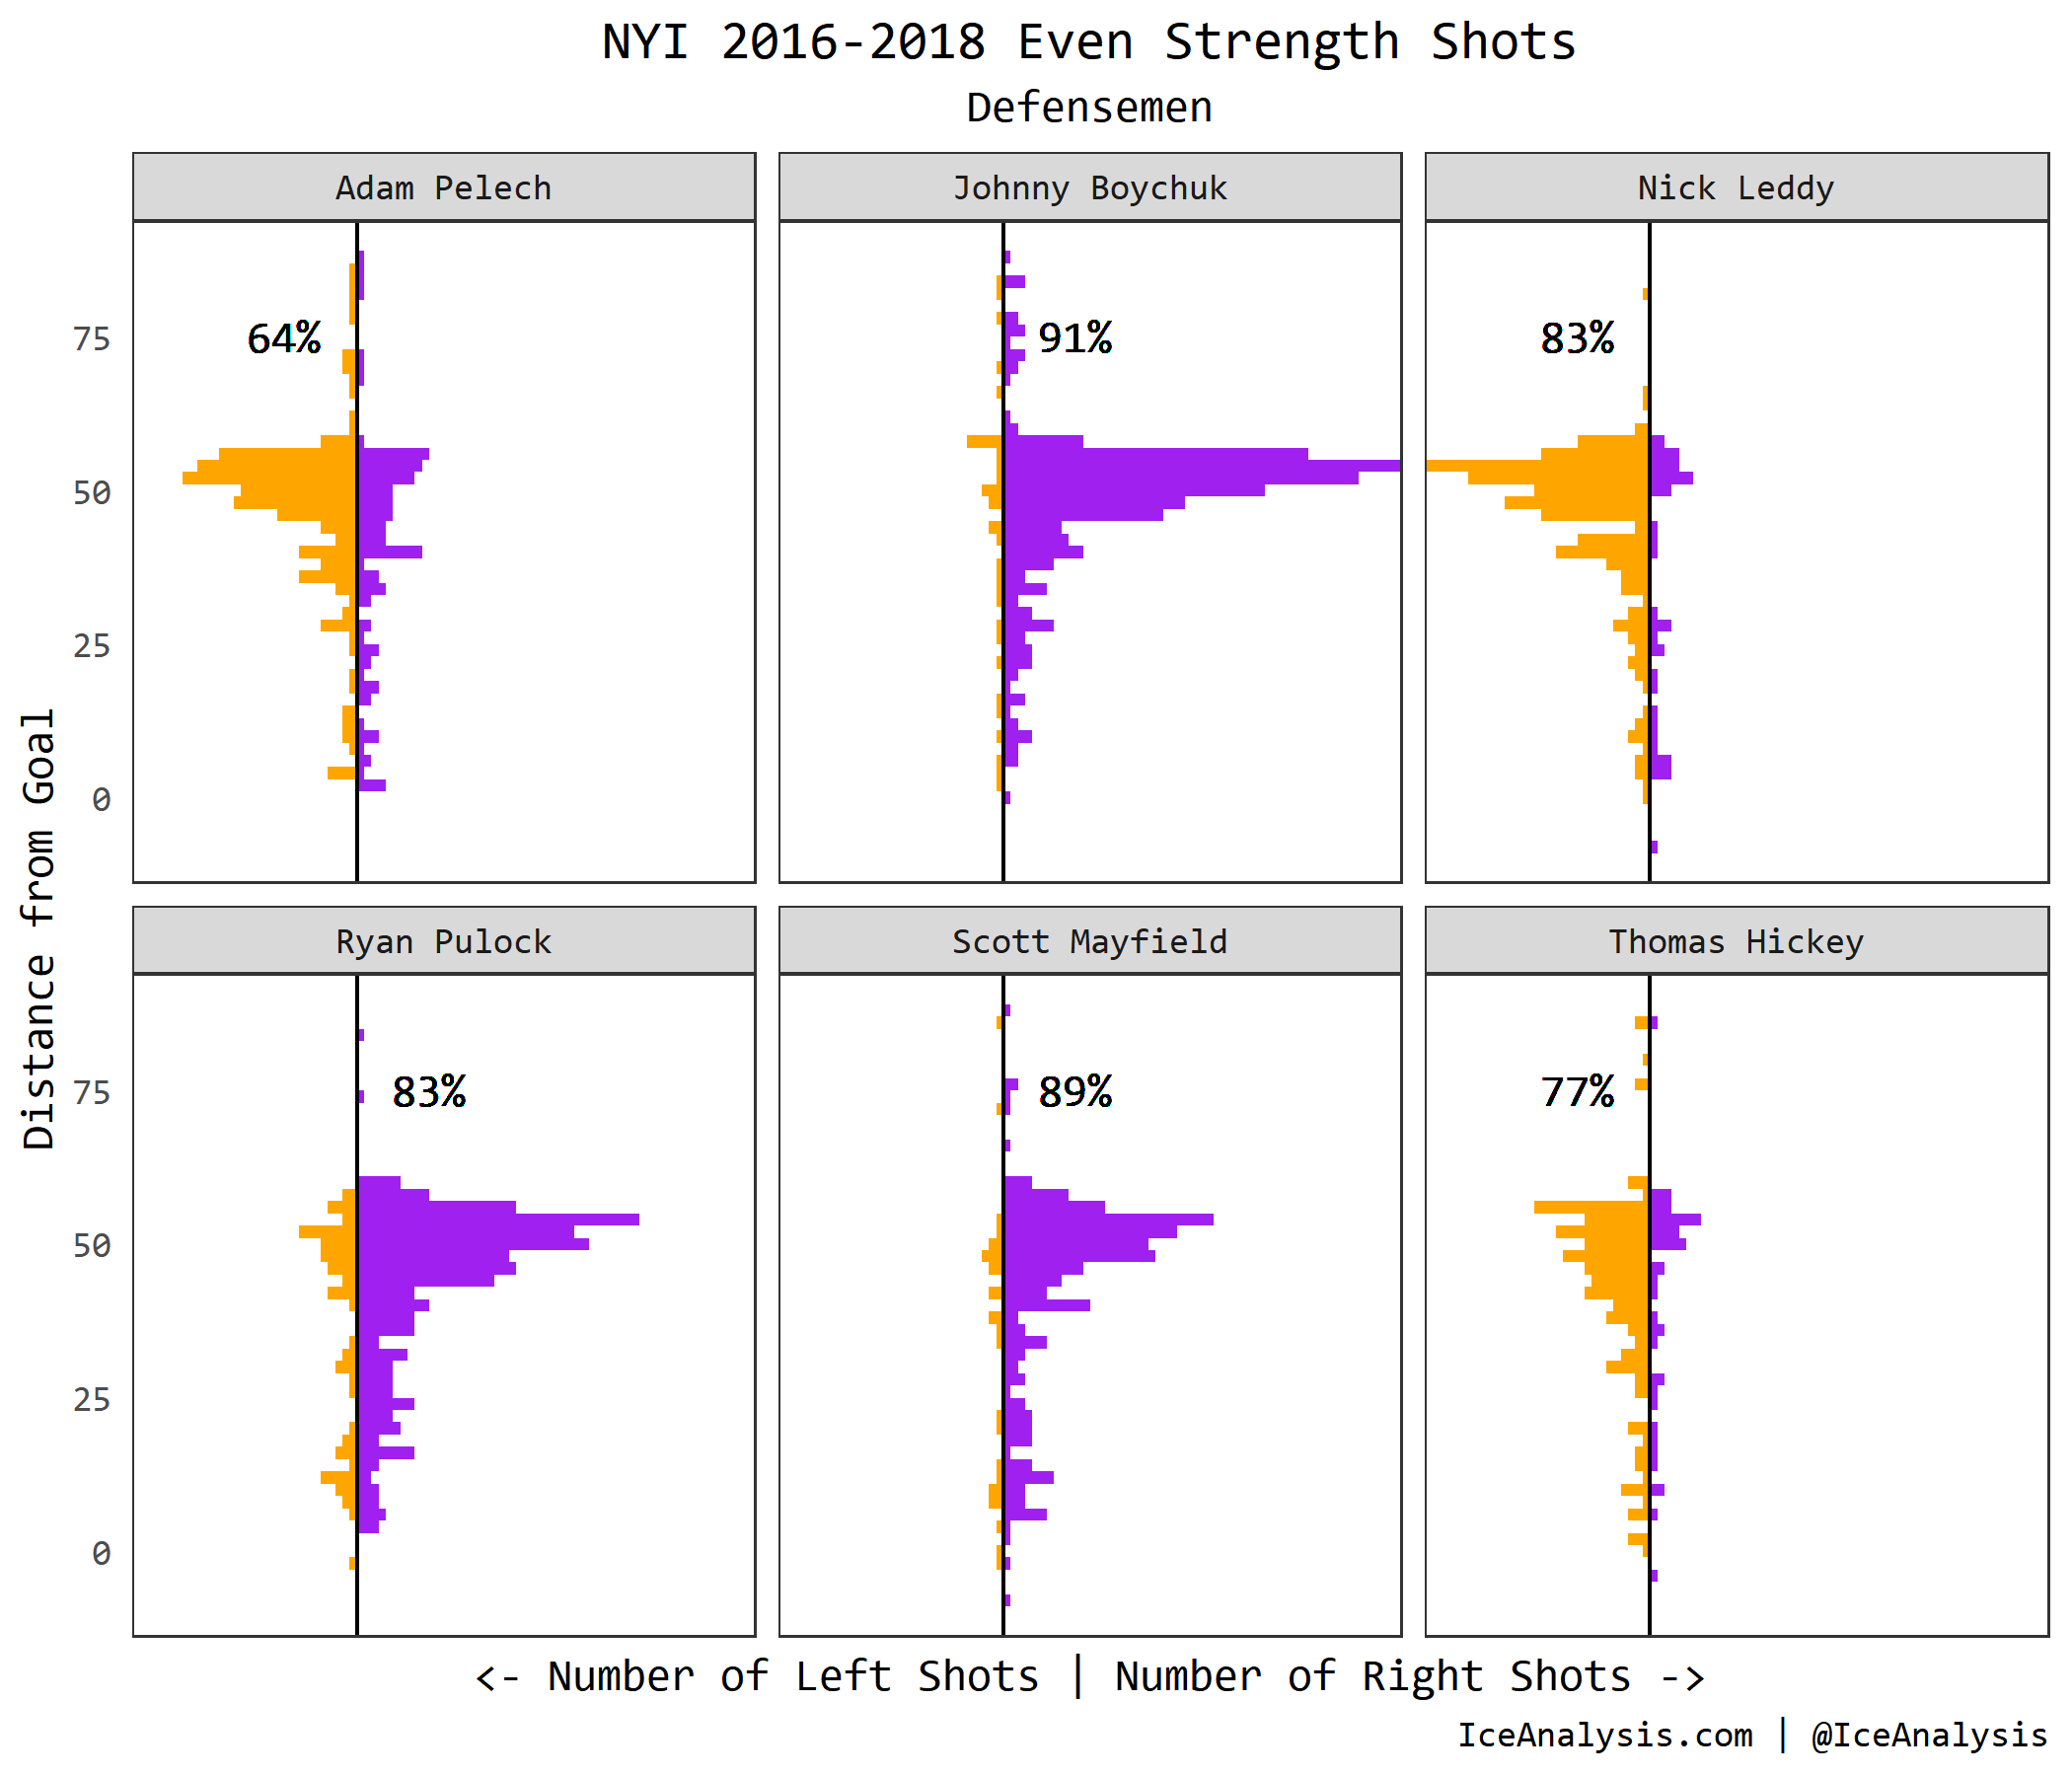 NYI 2016-2018 Even Strength Shots
Defensemen
Adam Pelech
Johnny Boychuk
Nick Leddy
64%
91%
83%
75
50
25
0
Distance from Goal
Ryan Pulock
Scott Mayfield
Thomas Hickey
83%
89%
77%
75
50
25
0
<- Number of Left Shots | Number of Right Shots ->
IceAnalysis.com | @IceAnalysis